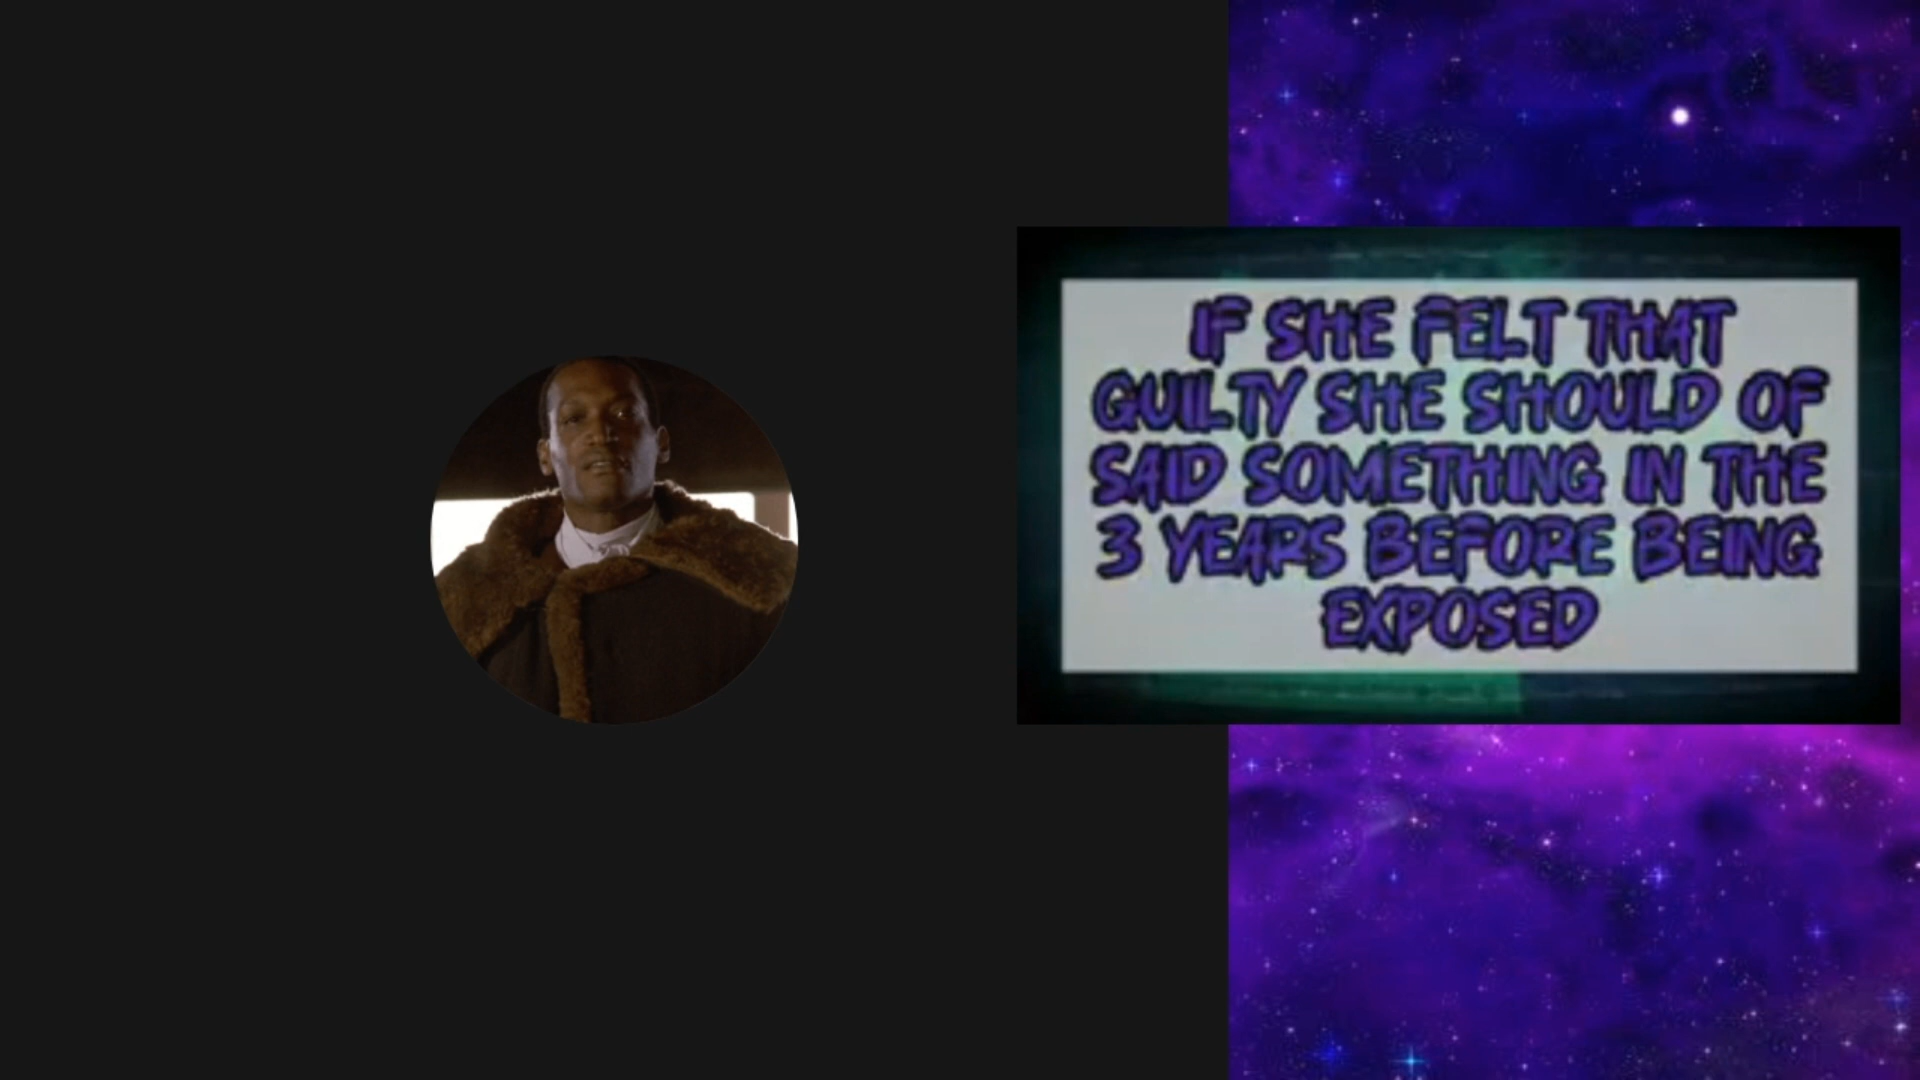 IF SHE FELT THAT
GUILTY SHE SHOULD OF
SAID SOMETHING IN THE
3 YEARS BEFORE BEING
EXPOSED